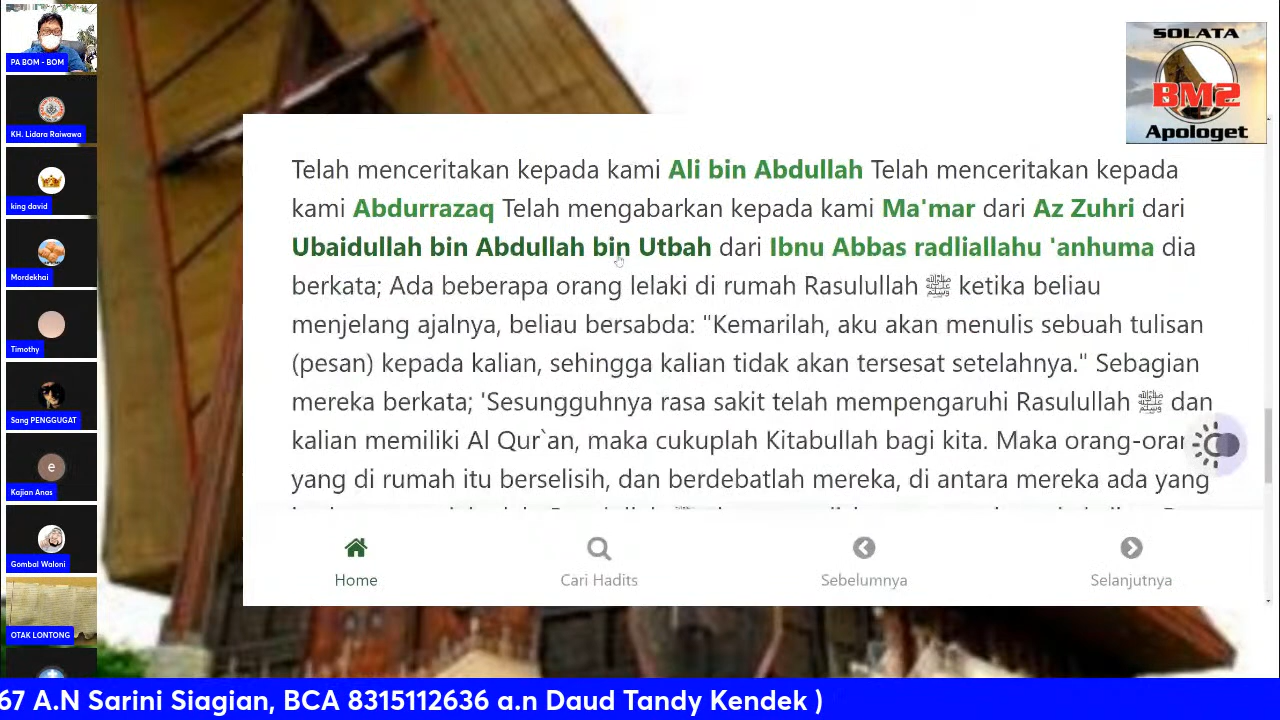 SOLATA
BM2
Apologet
PA BOM - BOM
KH. Lidara Raiwawa
king david
Mordekhai
Timothy
Sang PENGGUGAT
e
Kajian Anas
Gombal Waloni
OTAK LONTONG
Telah menceritakan kepada kami Ali bin Abdullah Telah menceritakan kepada
kami Abdurrazaq Telah mengabarkan kepada kami Ma'mar dari Az Zuhri dari
Ubaidullah bin Abdullah bin Utbah dari Ibnu Abbas radliallahu 'anhuma dia
berkata; Ada beberapa orang lelaki di rumah Rasulullah ﷺ ketika beliau
menjelang ajalnya, beliau bersabda: "Kemarilah, aku akan menulis sebuah tulisan
(pesan) kepada kalian, sehingga kalian tidak akan tersesat setelahnya." Sebagian
mereka berkata; 'Sesungguhnya rasa sakit telah mempengaruhi Rasulullah ﷺ dan
kalian memiliki Al Qur`an, maka cukuplah Kitabullah bagi kita. Maka orang-oran
yang di rumah itu berselisih, dan berdebatlah mereka, di antara mereka ada yang
Home
Cari Hadits
Sebelumnya
Selanjutnya
67 A.N Sarini Siagian, BCA 8315112636 a.n Daud Tandy Kendek )